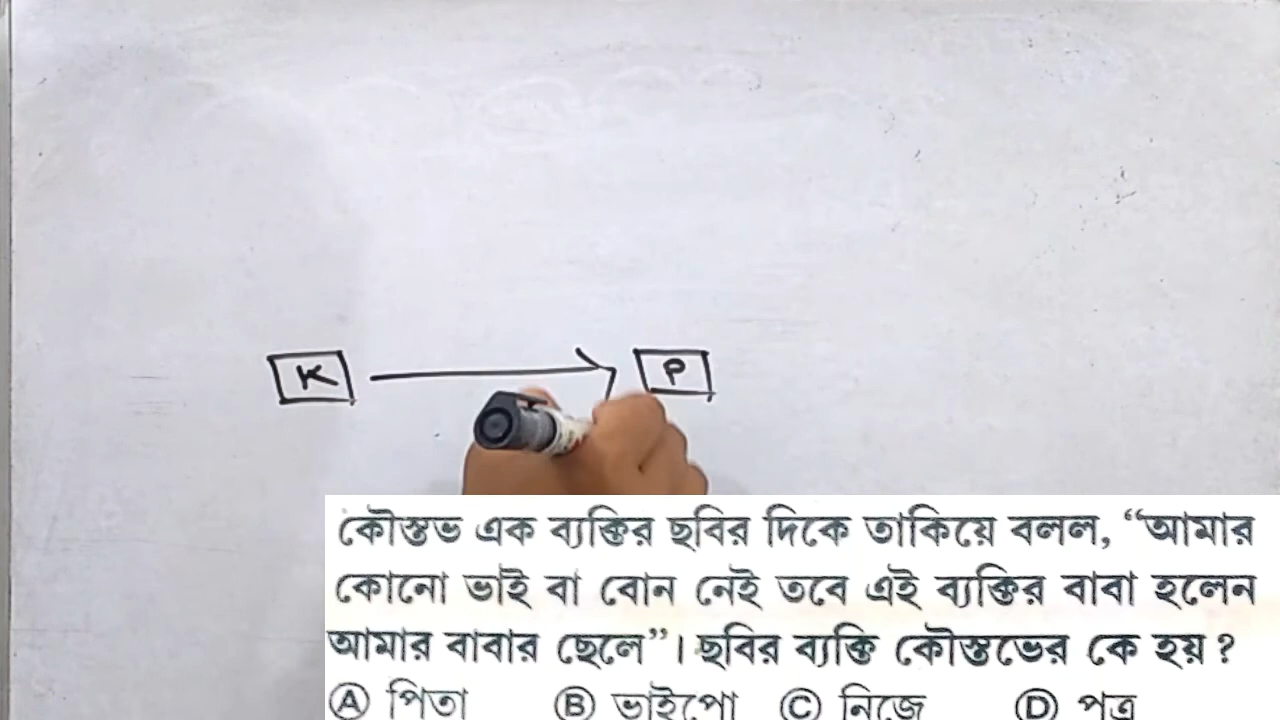 K
P
কৌস্তভ এক ব্যক্তির ছবির দিকে তাকিয়ে বলল, “আমার
কোনো ভাই বা বোন নেই তবে এই ব্যক্তির বাবা হলেন
আমার বাবার ছেলে”। ছবির ব্যক্তি কৌস্তভের কে হয় ?
Ⓐ পিতা Ⓑ ভাইপো Ⓒ নিজে Ⓓ পুত্র